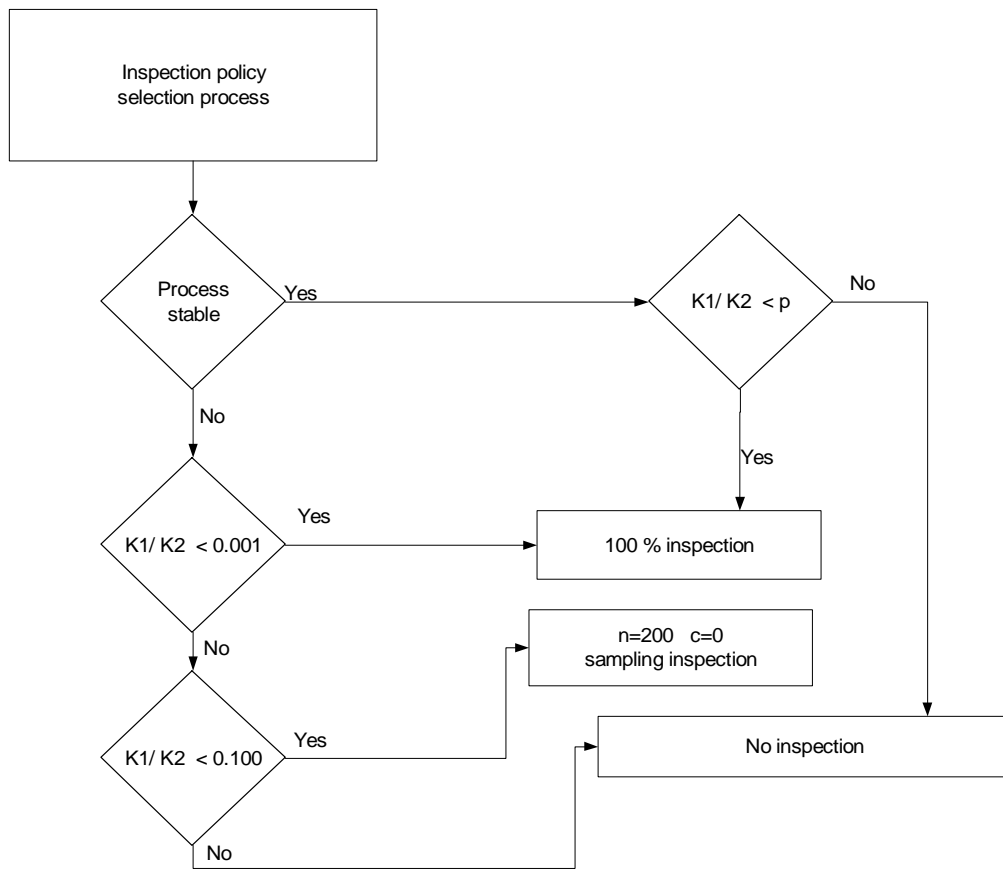 Inspection policy
selection process
Process
stable
Yes
K1/ K2 < p
No
No
Yes
K1/ K2 < 0.001
Yes
100 % inspection
No
n=200 c=0
sampling inspection
K1/ K2 < 0.100
Yes
No inspection
No